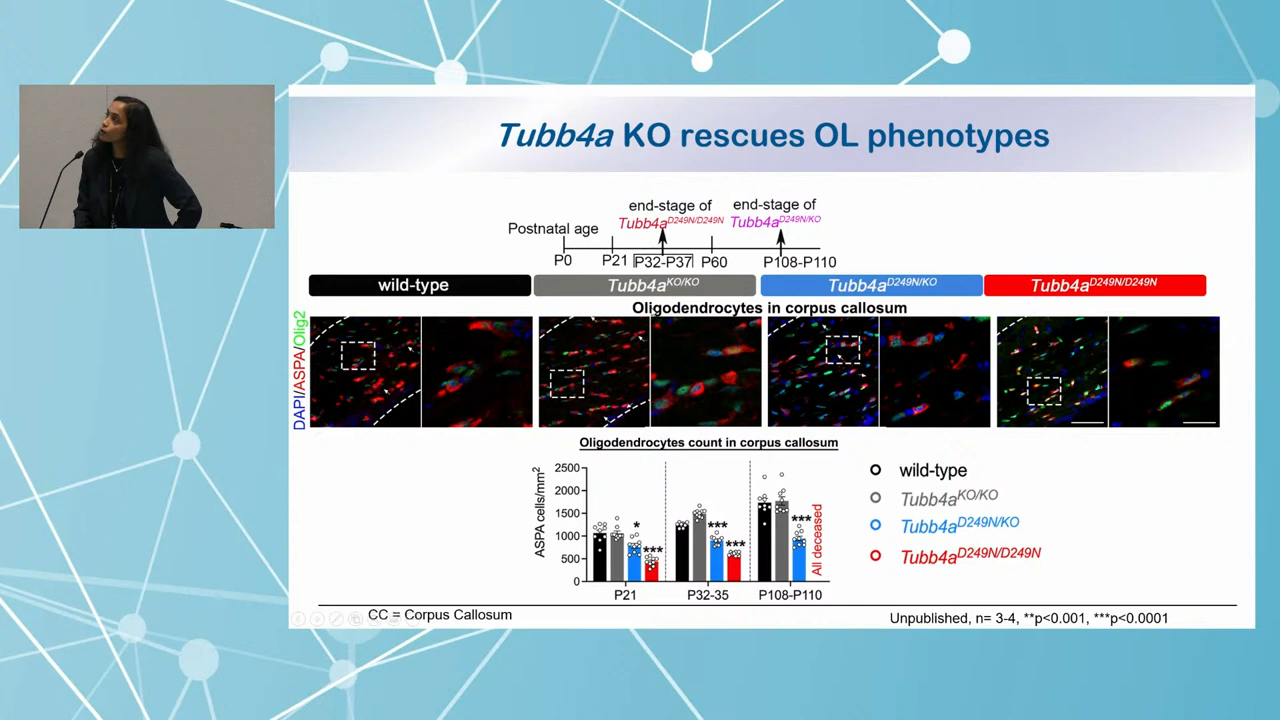 Tubb4a KO rescues OL phenotypes
end-stage of
Tubb4aD249N/D249N
end-stage of
Tubb4aD249N/KO
Postnatal age
P0
P21
P32-P37
P60
P108-P110
wild-type
Tubb4aKO/KO
Tubb4aD249N/KO
Tubb4aD249N/D249N
Oligodendrocytes in corpus callosum
DAPI/ASPA/Olig2
Oligodendrocytes count in corpus callosum
ASPA cells/mm2
2500
2000
1500
1000
500
0
*
***
***
***
***
All deceased
P21
P32-35
P108-P110
wild-type
Tubb4aKO/KO
Tubb4aD249N/KO
Tubb4aD249N/D249N
CC = Corpus Callosum
Unpublished, n= 3-4, **p<0.001, ***p<0.0001